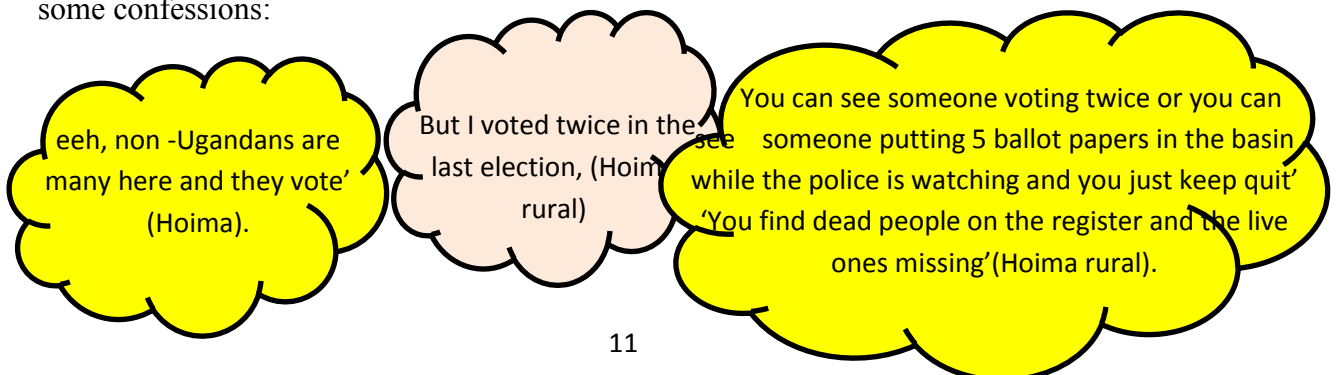 some confessions:
eeh, non -Ugandans are
many here and they vote’
(Hoima).
But I voted twice in the
last election, (Hoim
rural)
You can see someone voting twice or you can
see someone putting 5 ballot papers in the basin
while the police is watching and you just keep quit’
‘You find dead people on the register and the live
ones missing’(Hoima rural).
11